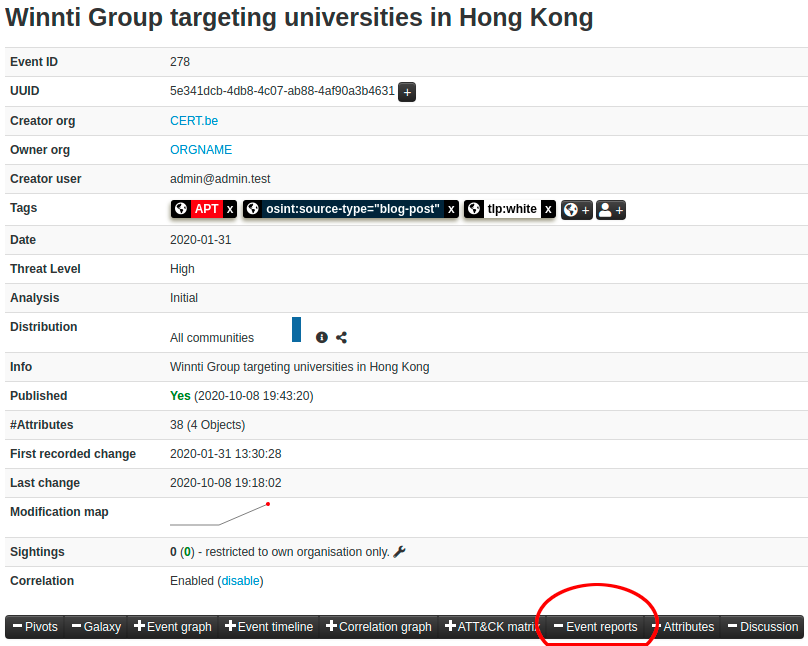 Winnti Group targeting universities in Hong Kong
Event ID 278
UUID 5e341dcb-4db8-4c07-ab88-4af90a3b4631 +
Creator org CERT.be
Owner org ORGNAME
Creator user admin@admin.test
Tags APT x osint:source-type="blog-post" x tlp:white x + +
Date 2020-01-31
Threat Level High
Analysis Initial
Distribution All communities
Info Winnti Group targeting universities in Hong Kong
Published Yes (2020-10-08 19:43:20)
#Attributes 38 (4 Objects)
First recorded change 2020-01-31 13:30:28
Last change 2020-10-08 19:18:02
Modification map
Sightings 0 (0) - restricted to own organisation only.
Correlation Enabled (disable)
−Pivots −Galaxy +Event graph +Event timeline +Correlation graph +ATT&CK matrix −Event reports −Attributes −Discussion